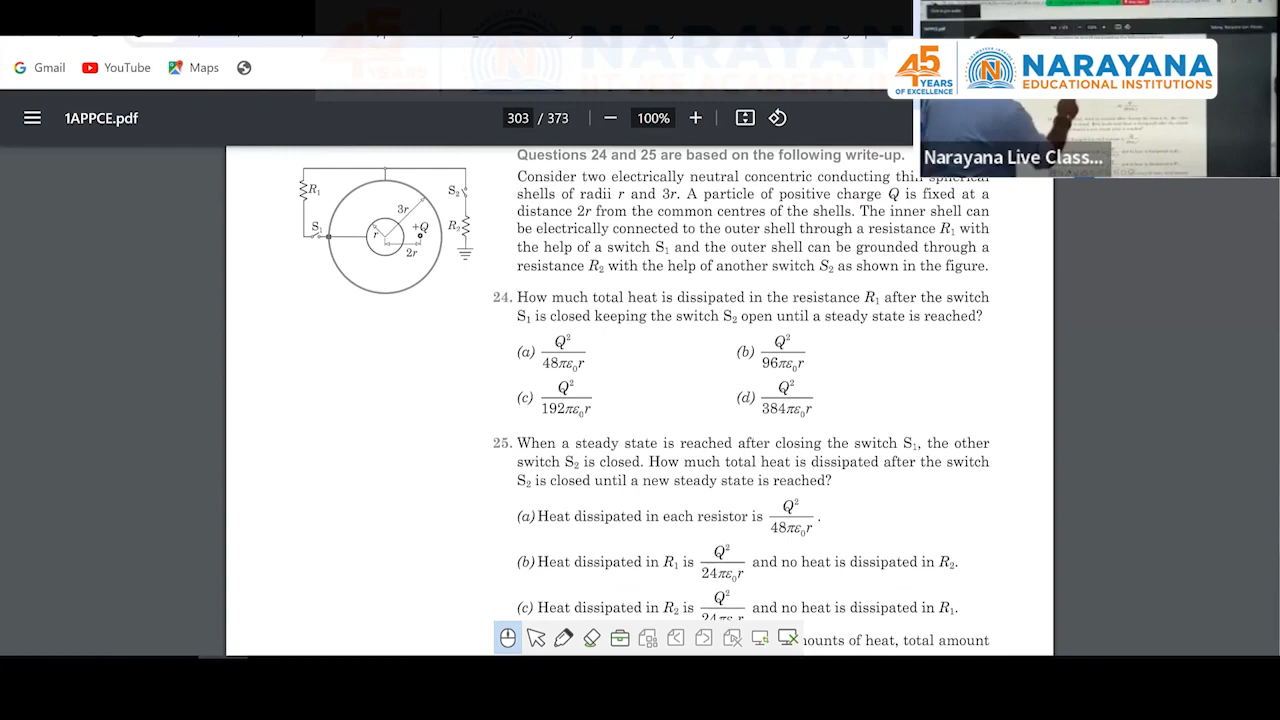 Gmail
YouTube
Maps
45
YEARS
OF EXCELLENCE
N
NARAYANA
EDUCATIONAL INSTITUTIONS
1APPCE.pdf
303 / 373
100%
Narayana Live Class...
Questions 24 and 25 are based on the following write-up.
Consider two electrically neutral concentric conducting thin spherical
shells of radii r and 3r. A particle of positive charge Q is fixed at a
distance 2r from the common centres of the shells. The inner shell can
be electrically connected to the outer shell through a resistance R₁ with
the help of a switch S₁ and the outer shell can be grounded through a
resistance R₂ with the help of another switch S₂ as shown in the figure.
R₁
S₁
3r
r
+Q
2r
S₂
R₂
24. How much total heat is dissipated in the resistance R₁ after the switch
S₁ is closed keeping the switch S₂ open until a steady state is reached?
(a) Q²/48πε₀r
(b) Q²/96πε₀r
(c) Q²/192πε₀r
(d) Q²/384πε₀r
25. When a steady state is reached after closing the switch S₁, the other
switch S₂ is closed. How much total heat is dissipated after the switch
S₂ is closed until a new steady state is reached?
(a) Heat dissipated in each resistor is Q²/48πε₀r .
(b) Heat dissipated in R₁ is Q²/24πε₀r and no heat is dissipated in R₂.
(c) Heat dissipated in R₂ is Q²/24πε₀r and no heat is dissipated in R₁.
mounts of heat, total amount